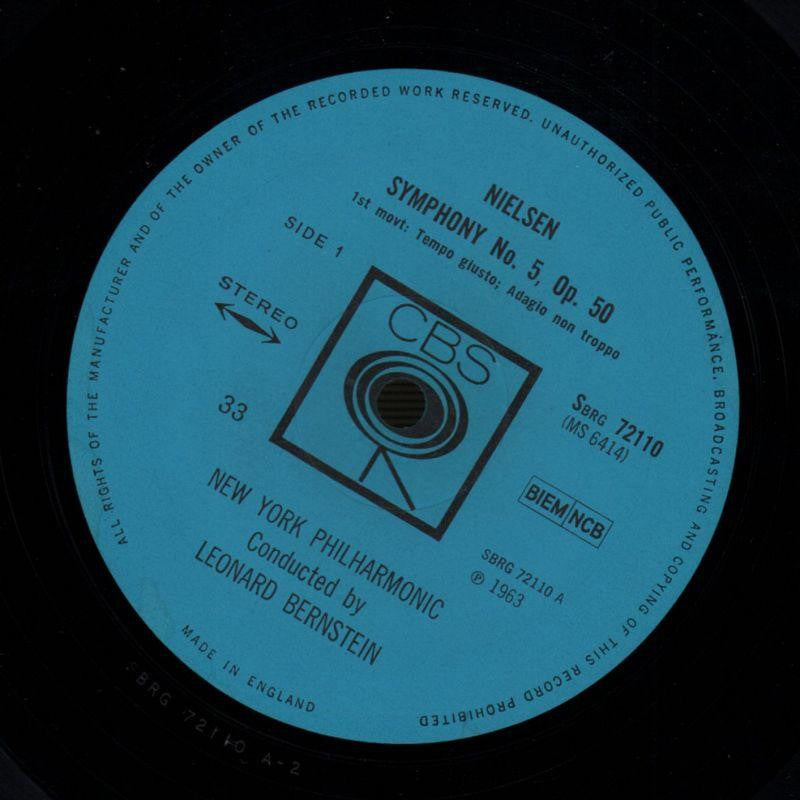 ALL RIGHTS OF THE MANUFACTURER AND OF THE OWNER OF THE RECORDED WORK RESERVED. UNAUTHORIZED PUBLIC PERFORMANCE, BROADCASTING AND COPYING OF THIS RECORD PROHIBITED
NIELSEN
SYMPHONY No. 5, Op. 50
1st movt: Tempo giusto; Adagio non troppo
SIDE 1
STEREO
33
CBS
SBRG 72110
(MS 6414)
BIEM/NCB
SBRG 72110 A
℗ 1963
NEW YORK PHILHARMONIC
Conducted by
LEONARD BERNSTEIN
MADE IN ENGLAND
SBRG 72110 A-2